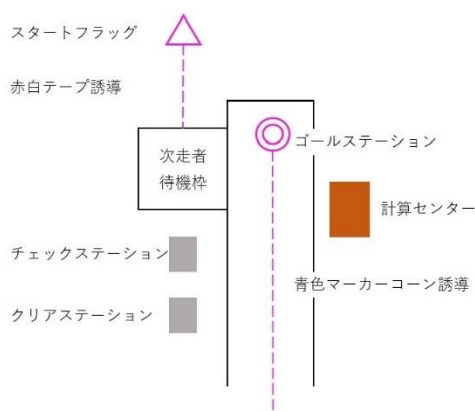 スタートフラッグ
赤白テープ誘導
次走者
待機枠
ゴールステーション
計算センター
チェックステーション
青色マーカーコーン誘導
クリアステーション